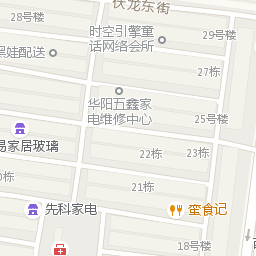 伏龙东街
28号楼
时空引擎童
话网络会所
29号楼
黑娃配送
27栋
华阳五鑫家
电维修中心
25号楼
易家居玻璃
22栋
23栋
21栋
先科家电
蛮食记
18号楼